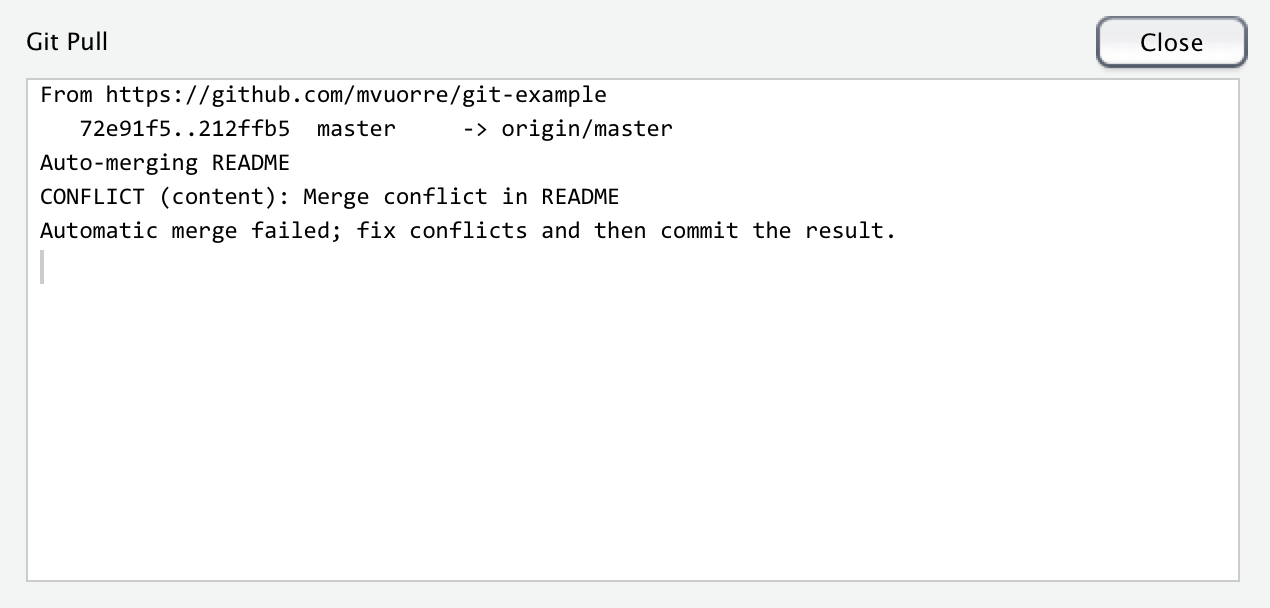 Git Pull
Close
From https://github.com/mvuorre/git-example
   72e91f5..212ffb5  master     -> origin/master
Auto-merging README
CONFLICT (content): Merge conflict in README
Automatic merge failed; fix conflicts and then commit the result.